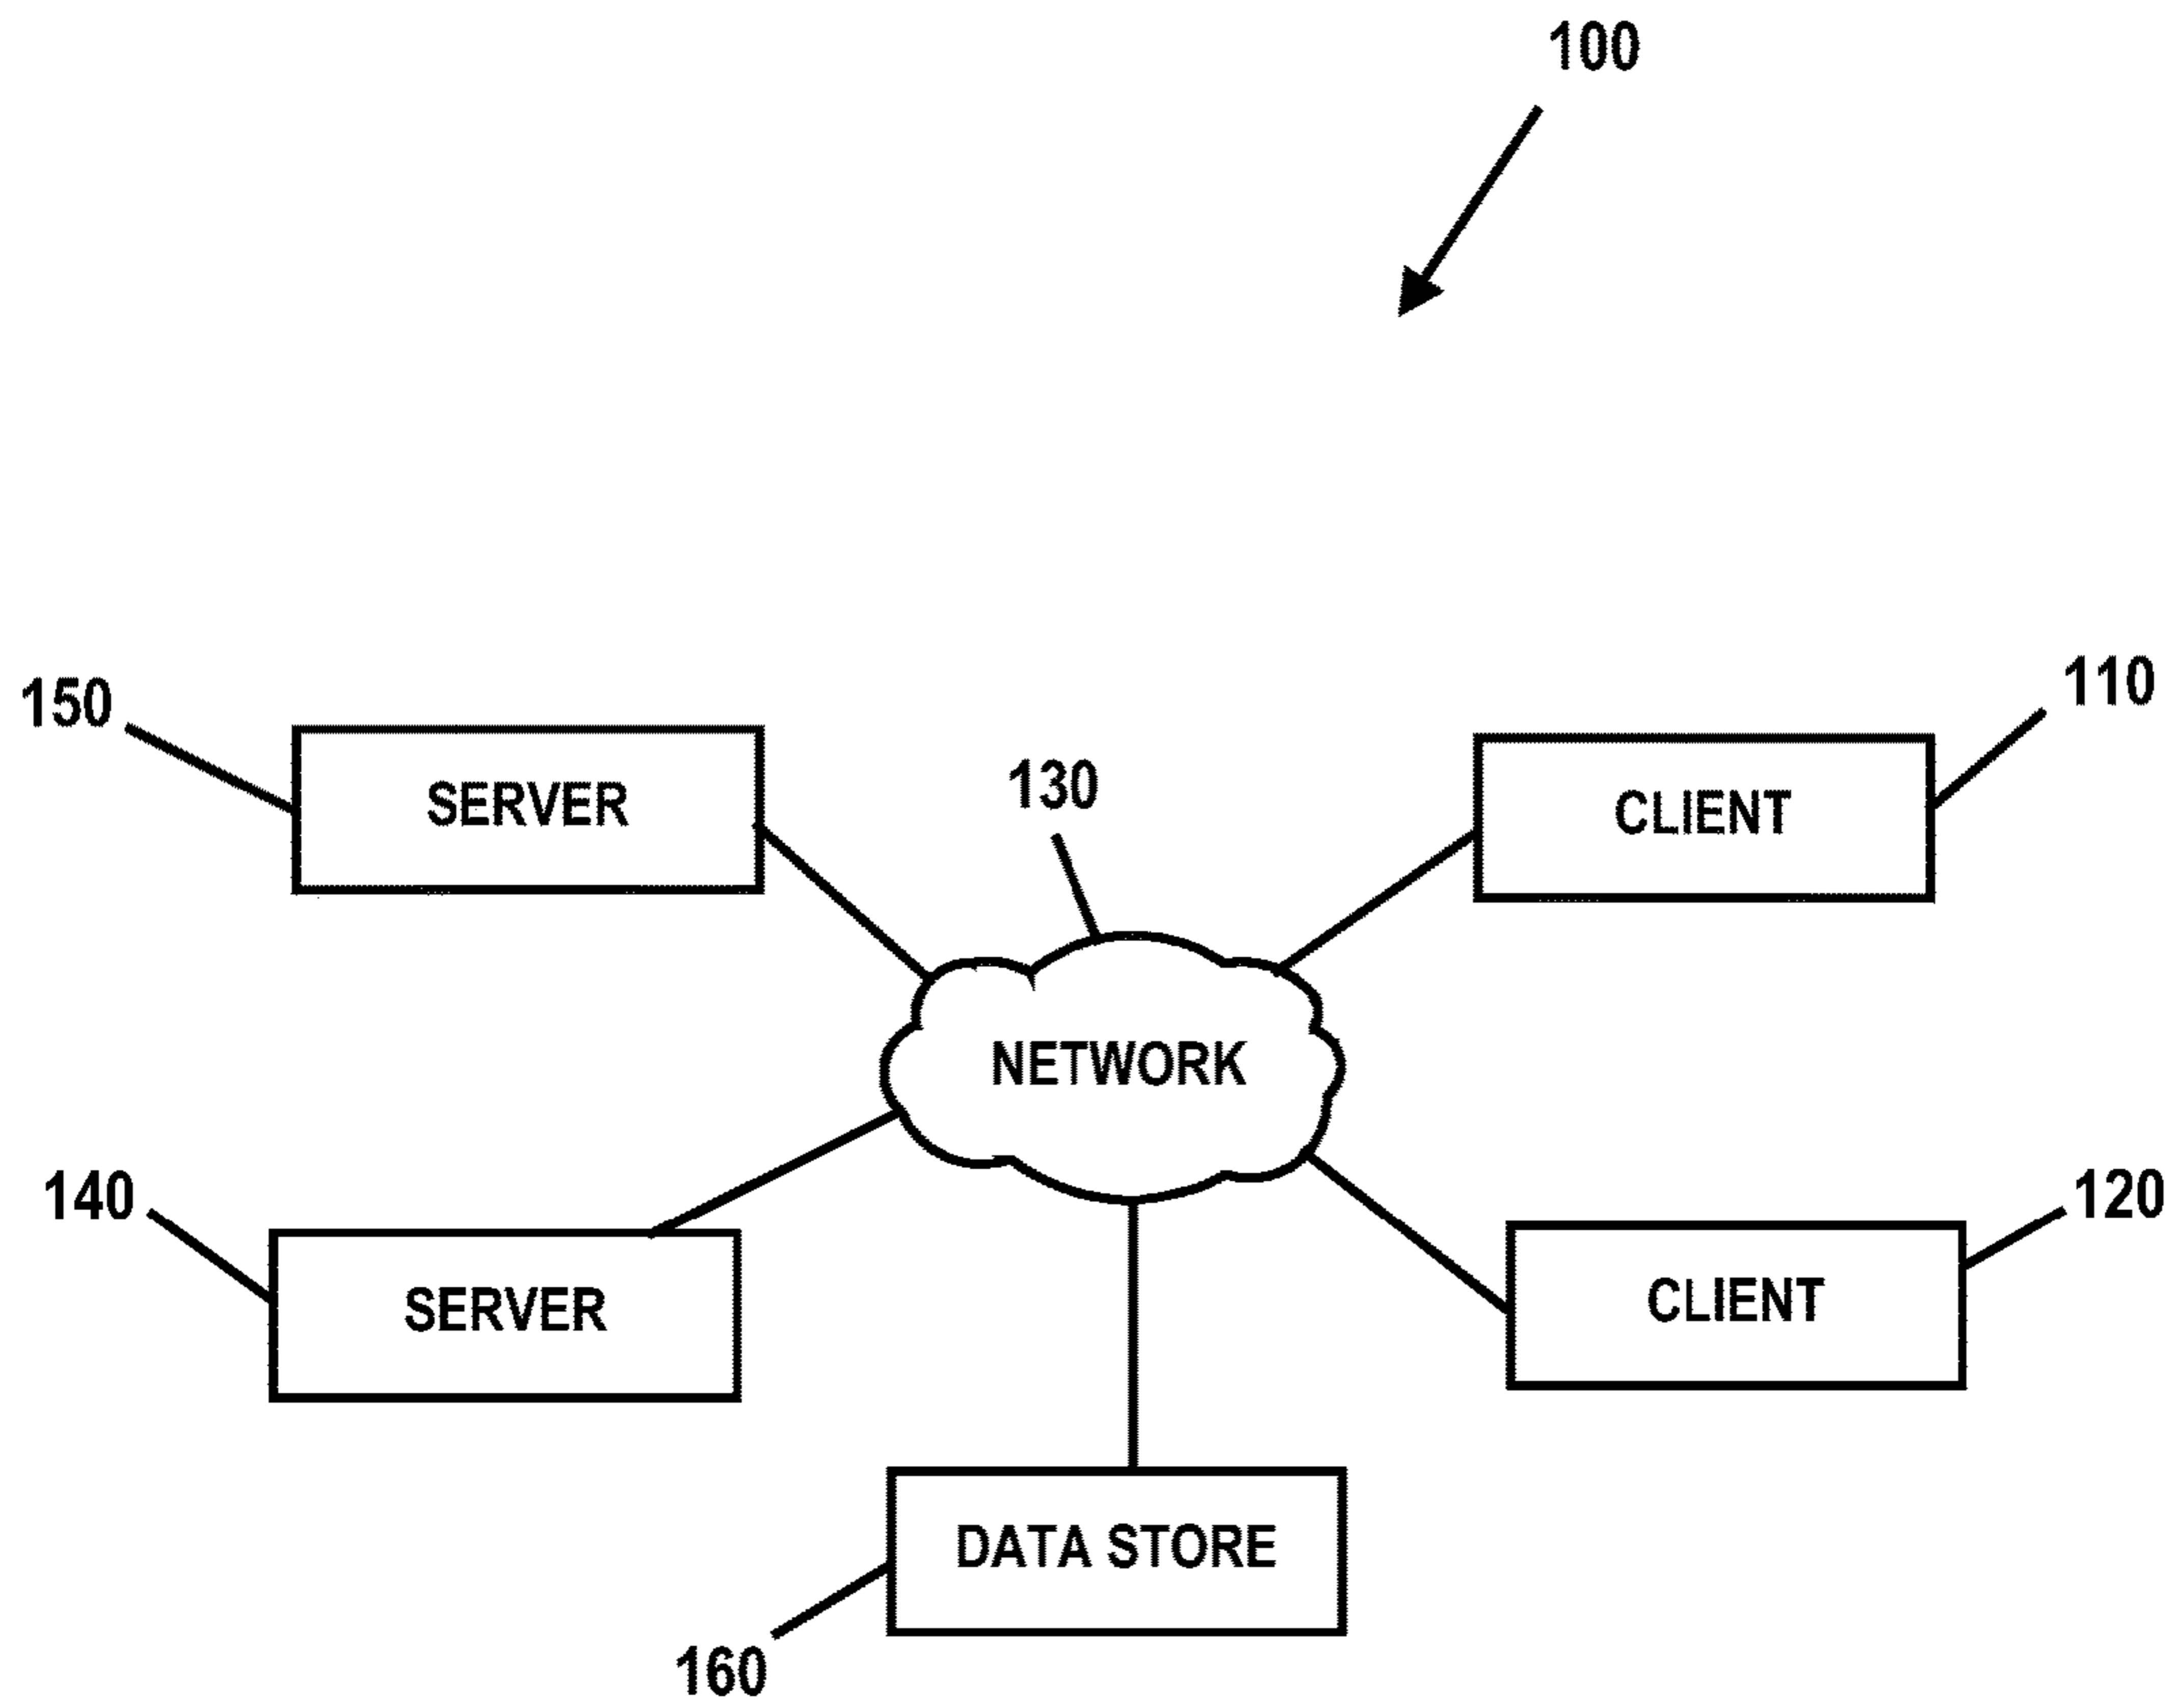 100
150
110
SERVER
130
CLIENT
NETWORK
140
120
SERVER
CLIENT
DATA STORE
160